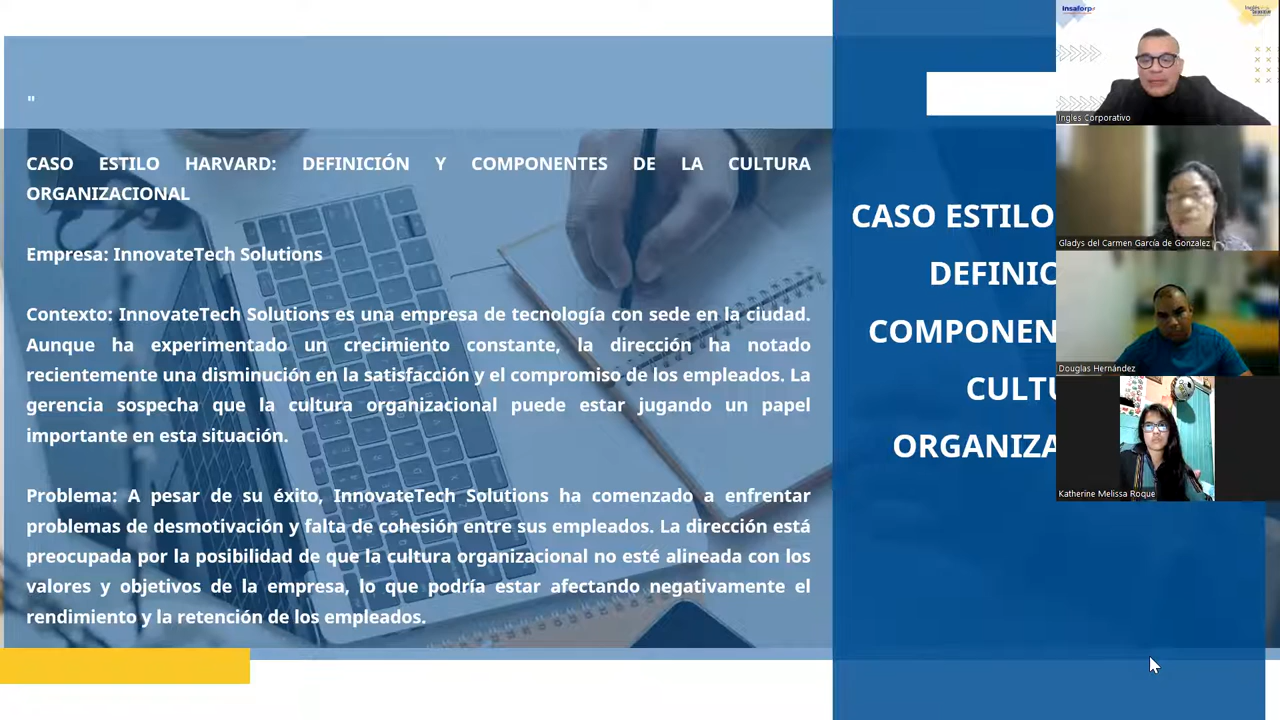 "
CASO ESTILO HARVARD: DEFINICIÓN Y COMPONENTES DE LA CULTURA
ORGANIZACIONAL
Empresa: InnovateTech Solutions
Contexto: InnovateTech Solutions es una empresa de tecnología con sede en la ciudad.
Aunque ha experimentado un crecimiento constante, la dirección ha notado
recientemente una disminución en la satisfacción y el compromiso de los empleados. La
gerencia sospecha que la cultura organizacional puede estar jugando un papel
importante en esta situación.
Problema: A pesar de su éxito, InnovateTech Solutions ha comenzado a enfrentar
problemas de desmotivación y falta de cohesión entre sus empleados. La dirección está
preocupada por la posibilidad de que la cultura organizacional no esté alineada con los
valores y objetivos de la empresa, lo que podría estar afectando negativamente el
rendimiento y la retención de los empleados.
CASO ESTILO
DEFINIC
COMPONEN
CULTU
ORGANIZA
insaforp
Ingles Corporativo
Gladys del Carmen García de Gonzalez
Douglas Hernández
Katherine Melissa Roque